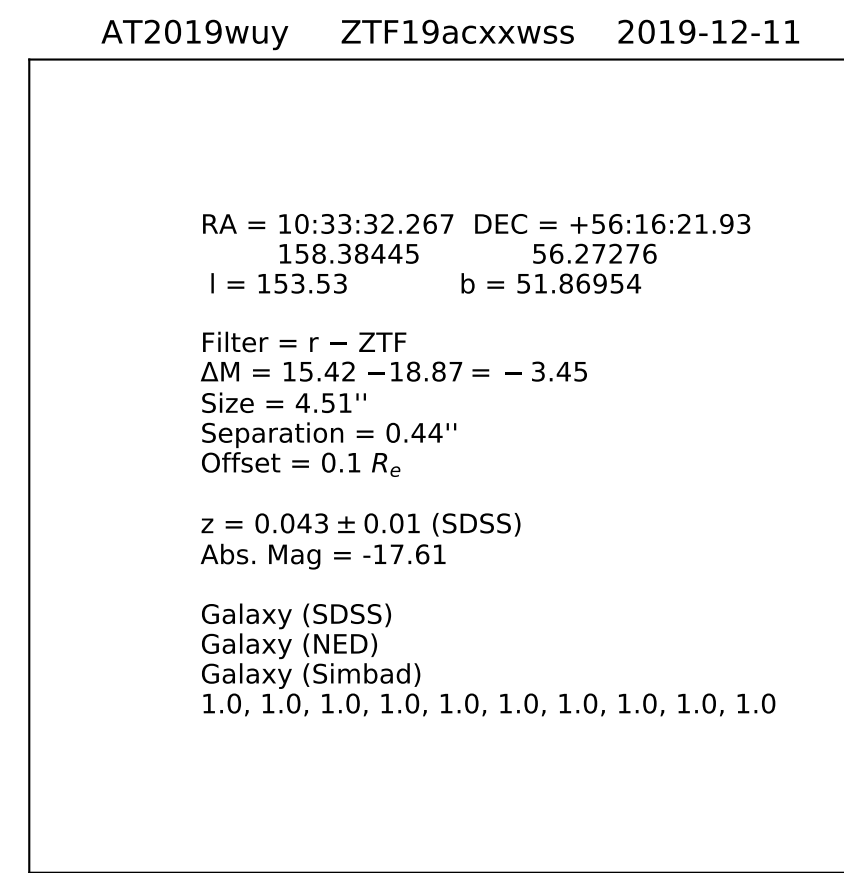 AT2019wuy ZTF19acxxwss 2019-12-11
RA = 10:33:32.267 DEC = +56:16:21.93
158.38445 56.27276
l = 153.53 b = 51.86954
Filter = r − ZTF
ΔM = 15.42 −18.87 = − 3.45
Size = 4.51''
Separation = 0.44''
Offset = 0.1 Rₑ
z = 0.043 ± 0.01 (SDSS)
Abs. Mag = -17.61
Galaxy (SDSS)
Galaxy (NED)
Galaxy (Simbad)
1.0, 1.0, 1.0, 1.0, 1.0, 1.0, 1.0, 1.0, 1.0, 1.0